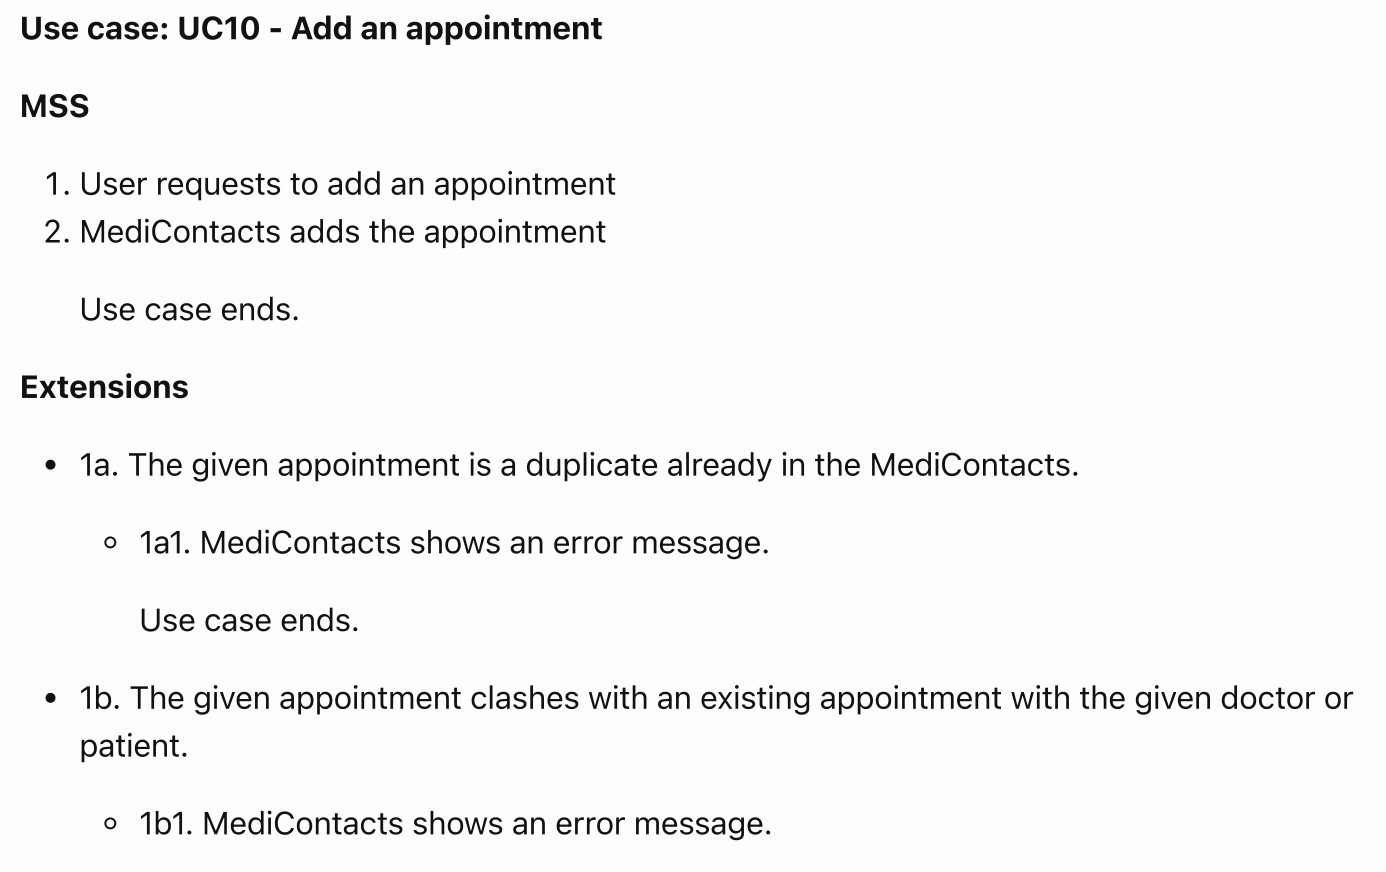 Use case: UC10 - Add an appointment
MSS
1. User requests to add an appointment
2. MediContacts adds the appointment
Use case ends.
Extensions
• 1a. The given appointment is a duplicate already in the MediContacts.
○ 1a1. MediContacts shows an error message.
Use case ends.
• 1b. The given appointment clashes with an existing appointment with the given doctor or
patient.
○ 1b1. MediContacts shows an error message.